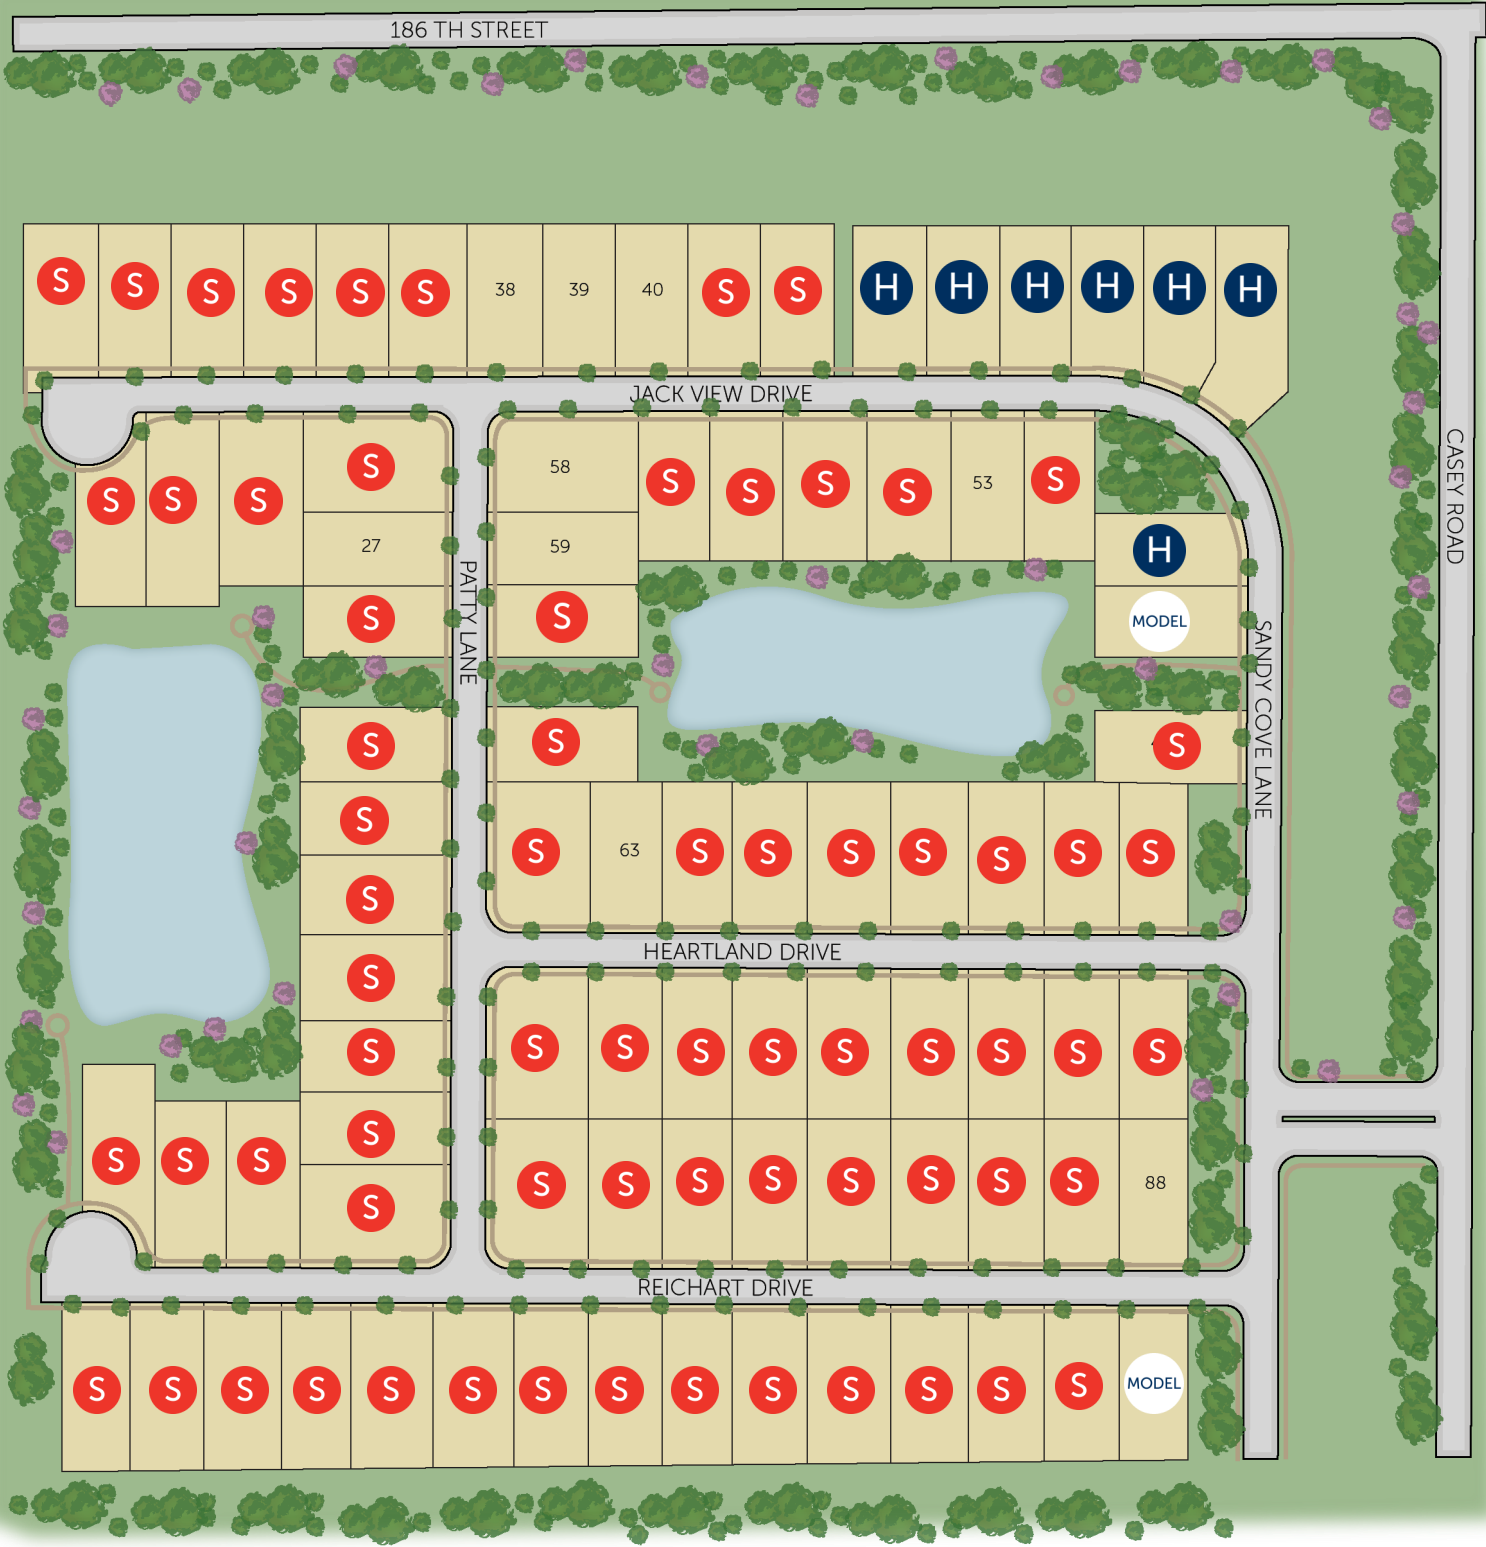 186 TH STREET
S S S S S S 38 39 40 S S H H H H H H
JACK VIEW DRIVE
S S S S 58 S S S S 53 S
27 59 H
S S MODEL
PATTY LANE
SANDY COVE LANE
CASEY ROAD
S S S
S S 63 S S S S S S S
S
HEARTLAND DRIVE
S
S S S S S S S S S S
S
S S S S S S S S S S S 88
S
REICHART DRIVE
S S S S S S S S S S S S S S MODEL